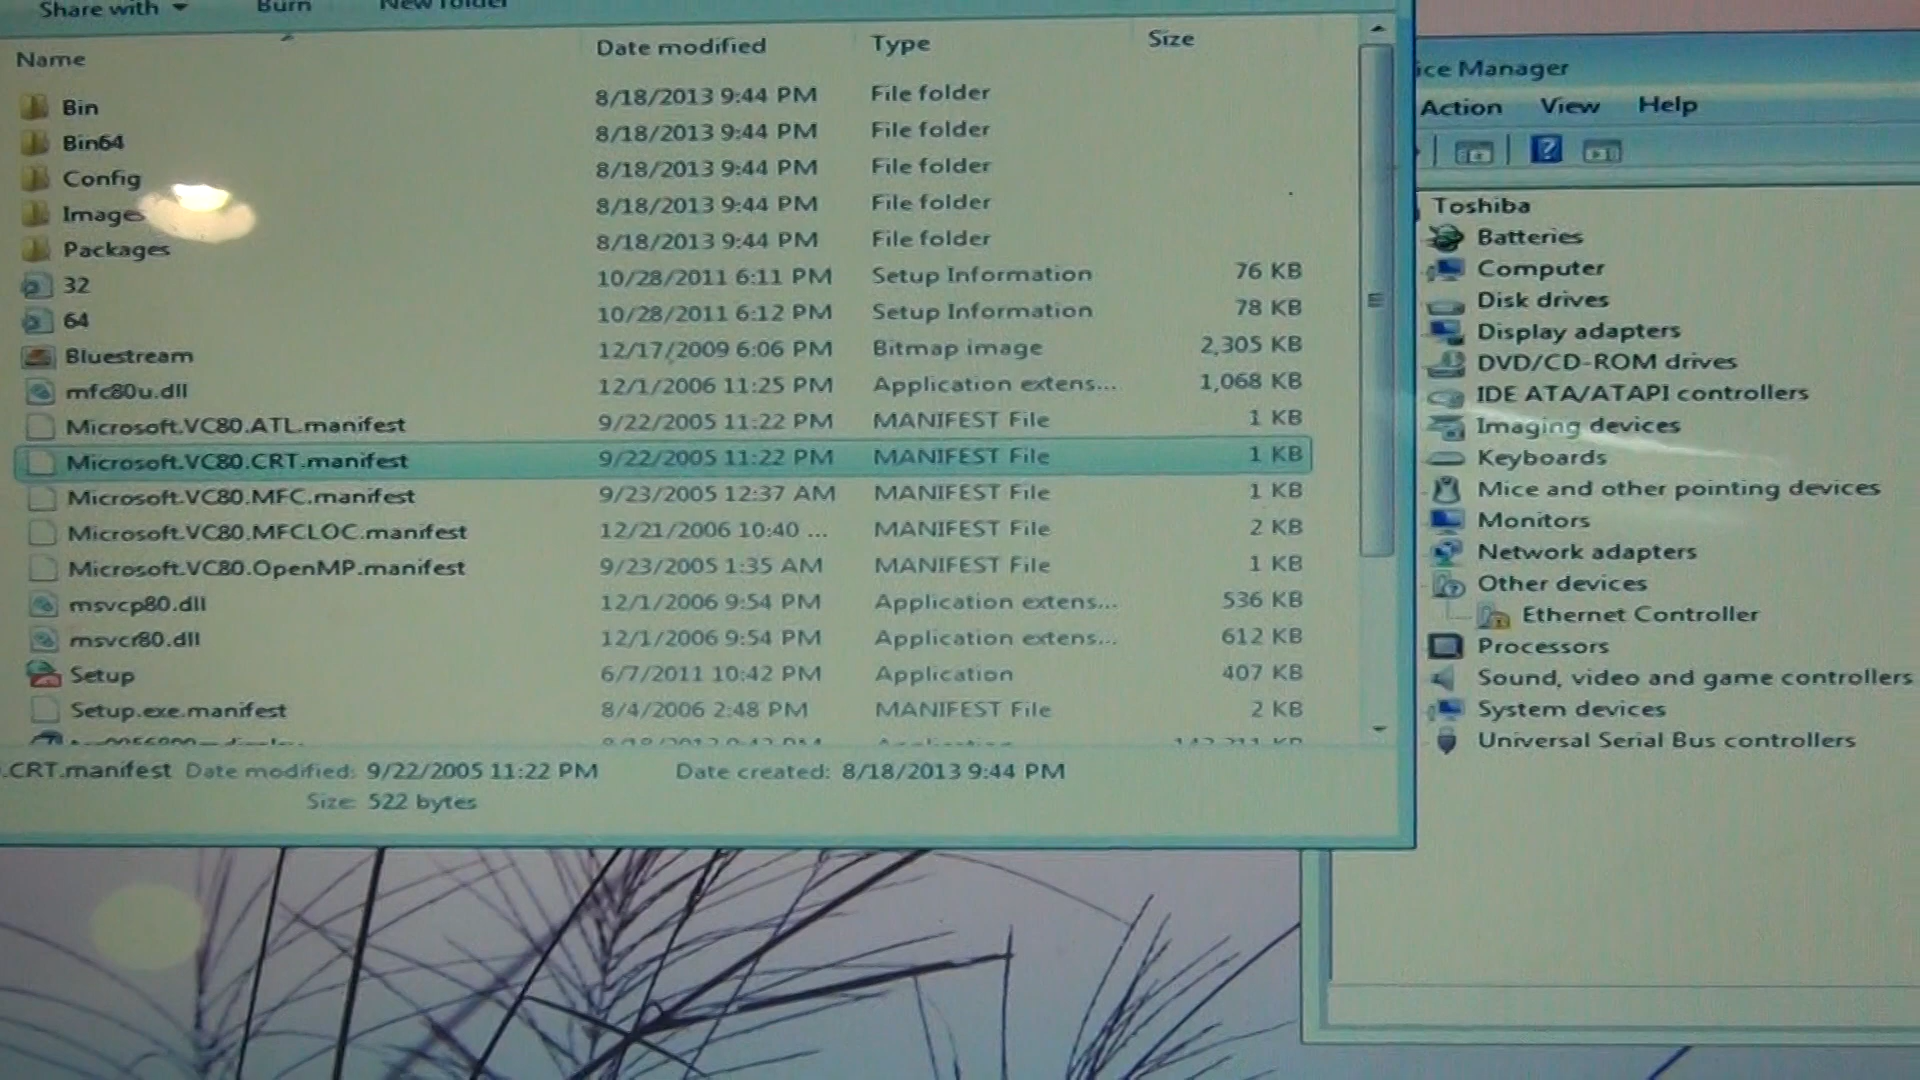 Share with Burn New folder
Name Date modified Type Size
Bin 8/18/2013 9:44 PM File folder
Bin64 8/18/2013 9:44 PM File folder
Config 8/18/2013 9:44 PM File folder
Images 8/18/2013 9:44 PM File folder
Packages 8/18/2013 9:44 PM File folder
32 10/28/2011 6:11 PM Setup Information 76 KB
64 10/28/2011 6:12 PM Setup Information 78 KB
Bluestream 12/17/2009 6:06 PM Bitmap image 2,305 KB
mfc80u.dll 12/1/2006 11:25 PM Application extens... 1,068 KB
Microsoft.VC80.ATL.manifest 9/22/2005 11:22 PM MANIFEST File 1 KB
Microsoft.VC80.CRT.manifest 9/22/2005 11:22 PM MANIFEST File 1 KB
Microsoft.VC80.MFC.manifest 9/23/2005 12:37 AM MANIFEST File 1 KB
Microsoft.VC80.MFCLOC.manifest 12/21/2006 10:40 ... MANIFEST File 2 KB
Microsoft.VC80.OpenMP.manifest 9/23/2005 1:35 AM MANIFEST File 1 KB
msvcp80.dll 12/1/2006 9:54 PM Application extens... 536 KB
msvcr80.dll 12/1/2006 9:54 PM Application extens... 612 KB
Setup 6/7/2011 10:42 PM Application 407 KB
Setup.exe.manifest 8/4/2006 2:48 PM MANIFEST File 2 KB
.CRT.manifest Date modified: 9/22/2005 11:22 PM Date created: 8/18/2013 9:44 PM
Size: 522 bytes
ice Manager
Action View Help
Toshiba
Batteries
Computer
Disk drives
Display adapters
DVD/CD-ROM drives
IDE ATA/ATAPI controllers
Imaging devices
Keyboards
Mice and other pointing devices
Monitors
Network adapters
Other devices
Ethernet Controller
Processors
Sound, video and game controllers
System devices
Universal Serial Bus controllers